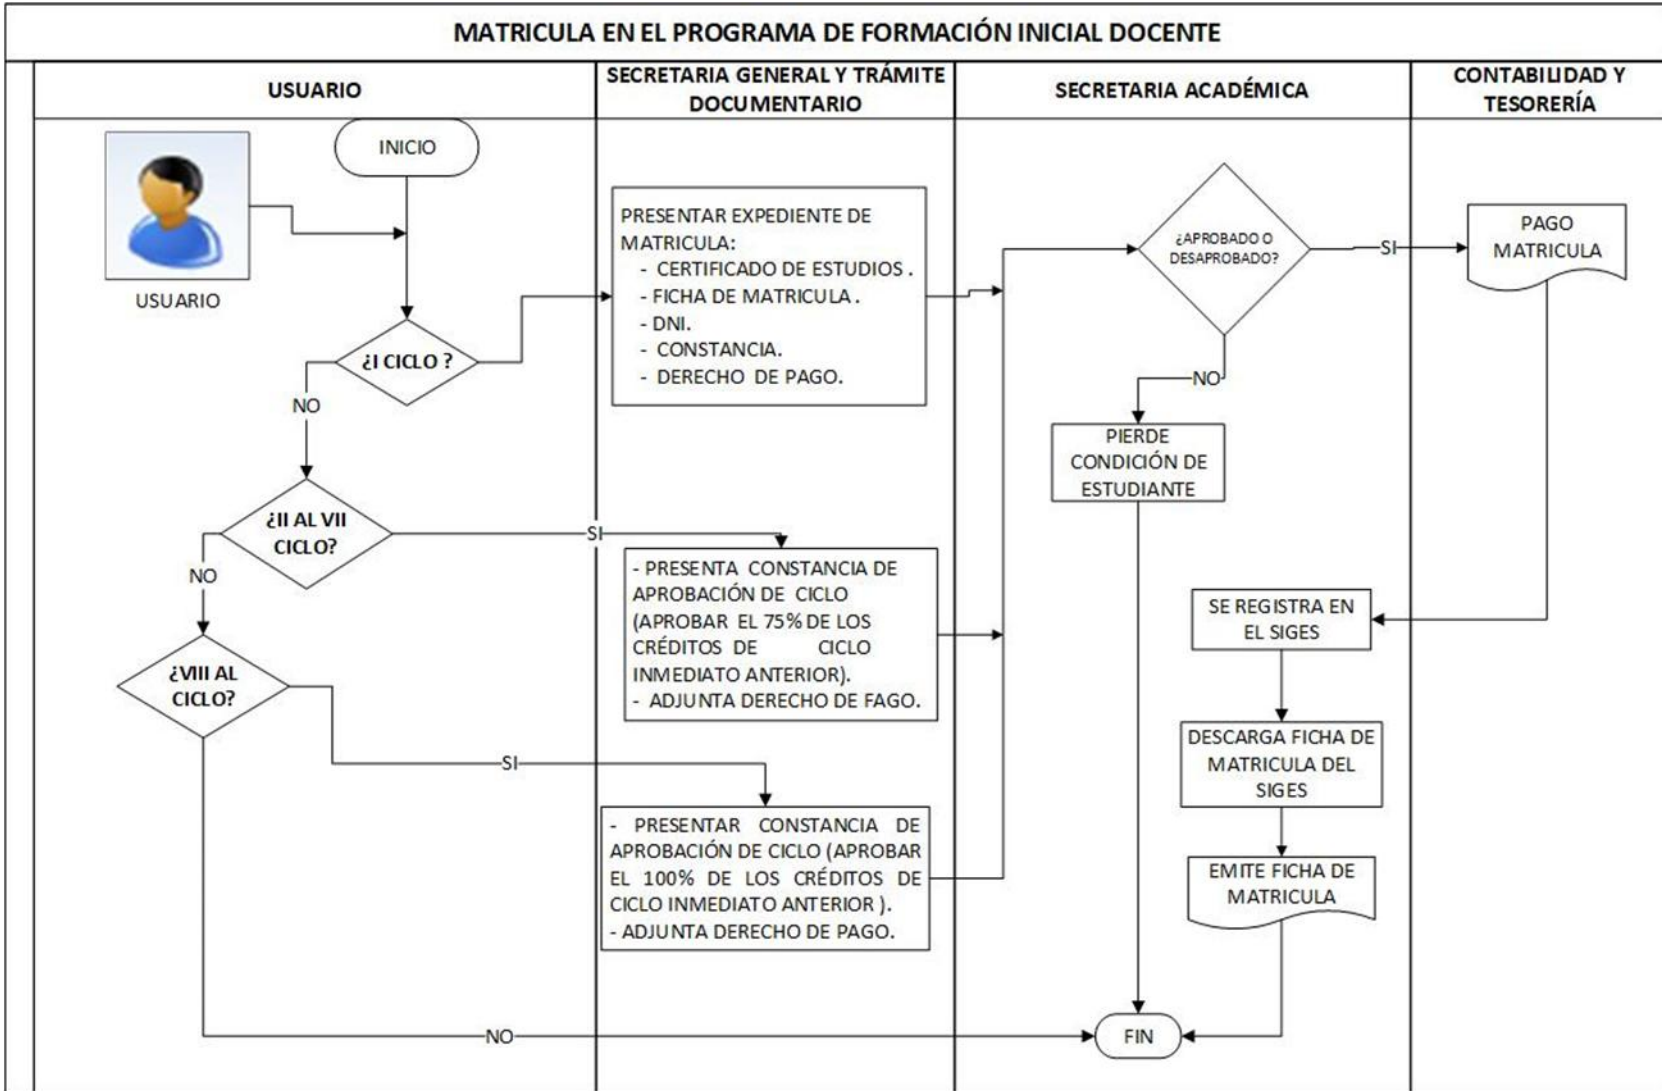 MATRICULA EN EL PROGRAMA DE FORMACIÓN INICIAL DOCENTE
USUARIO
SECRETARIA GENERAL Y TRÁMITE
DOCUMENTARIO
SECRETARIA ACADÉMICA
CONTABILIDAD Y
TESORERÍA
INICIO
USUARIO
¿I CICLO ?
NO
¿II AL VII
CICLO?
SI
NO
¿VIII AL
CICLO?
SI
NO
PRESENTAR EXPEDIENTE DE
MATRICULA:
- CERTIFICADO DE ESTUDIOS .
- FICHA DE MATRICULA .
- DNI.
- CONSTANCIA.
- DERECHO DE PAGO.
- PRESENTA CONSTANCIA DE
APROBACIÓN DE CICLO
(APROBAR EL 75% DE LOS
CRÉDITOS DE CICLO
INMEDIATO ANTERIOR).
- ADJUNTA DERECHO DE FAGO.
- PRESENTAR CONSTANCIA DE
APROBACIÓN DE CICLO (APROBAR
EL 100% DE LOS CRÉDITOS DE
CICLO INMEDIATO ANTERIOR ).
- ADJUNTA DERECHO DE PAGO.
¿APROBADO O
DESAPROBADO?
SI
NO
PIERDE
CONDICIÓN DE
ESTUDIANTE
PAGO
MATRICULA
SE REGISTRA EN
EL SIGES
DESCARGA FICHA DE
MATRICULA DEL
SIGES
EMITE FICHA DE
MATRICULA
FIN